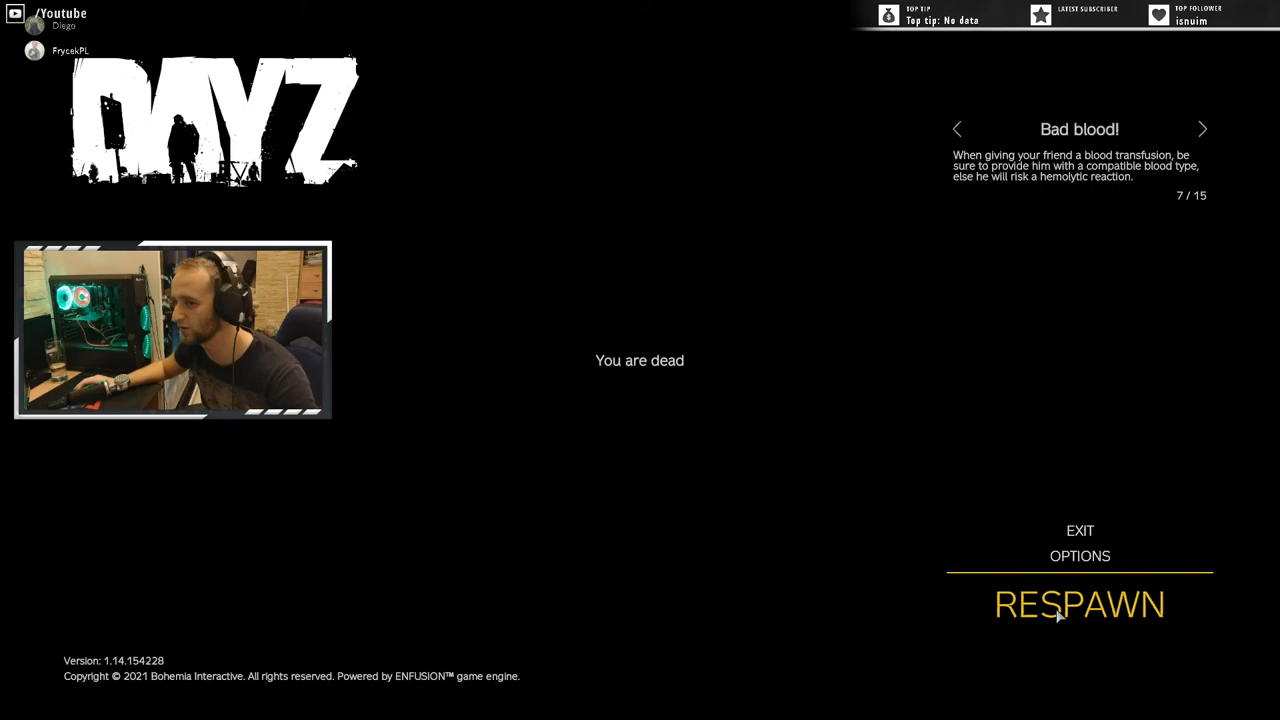 /Youtube
Diego
FrycekPL
DAYZ
TOP TIP
Top tip: No data
LATEST SUBSCRIBER
TOP FOLLOWER
isnuim
Bad blood!
When giving your friend a blood transfusion, be
sure to provide him with a compatible blood type,
else he will risk a hemolytic reaction.
7 / 15
You are dead
EXIT
OPTIONS
RESPAWN
Version: 1.14.154228
Copyright © 2021 Bohemia Interactive. All rights reserved. Powered by ENFUSION™ game engine.